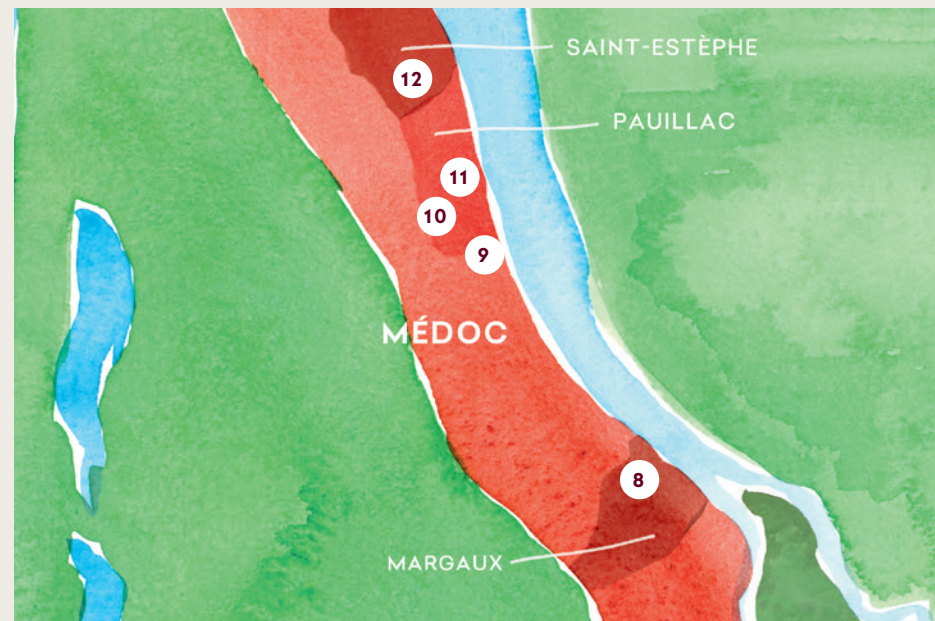 SAINT-ESTÈPHE
12
PAUILLAC
11
10
9
MÉDOC
8
MARGAUX